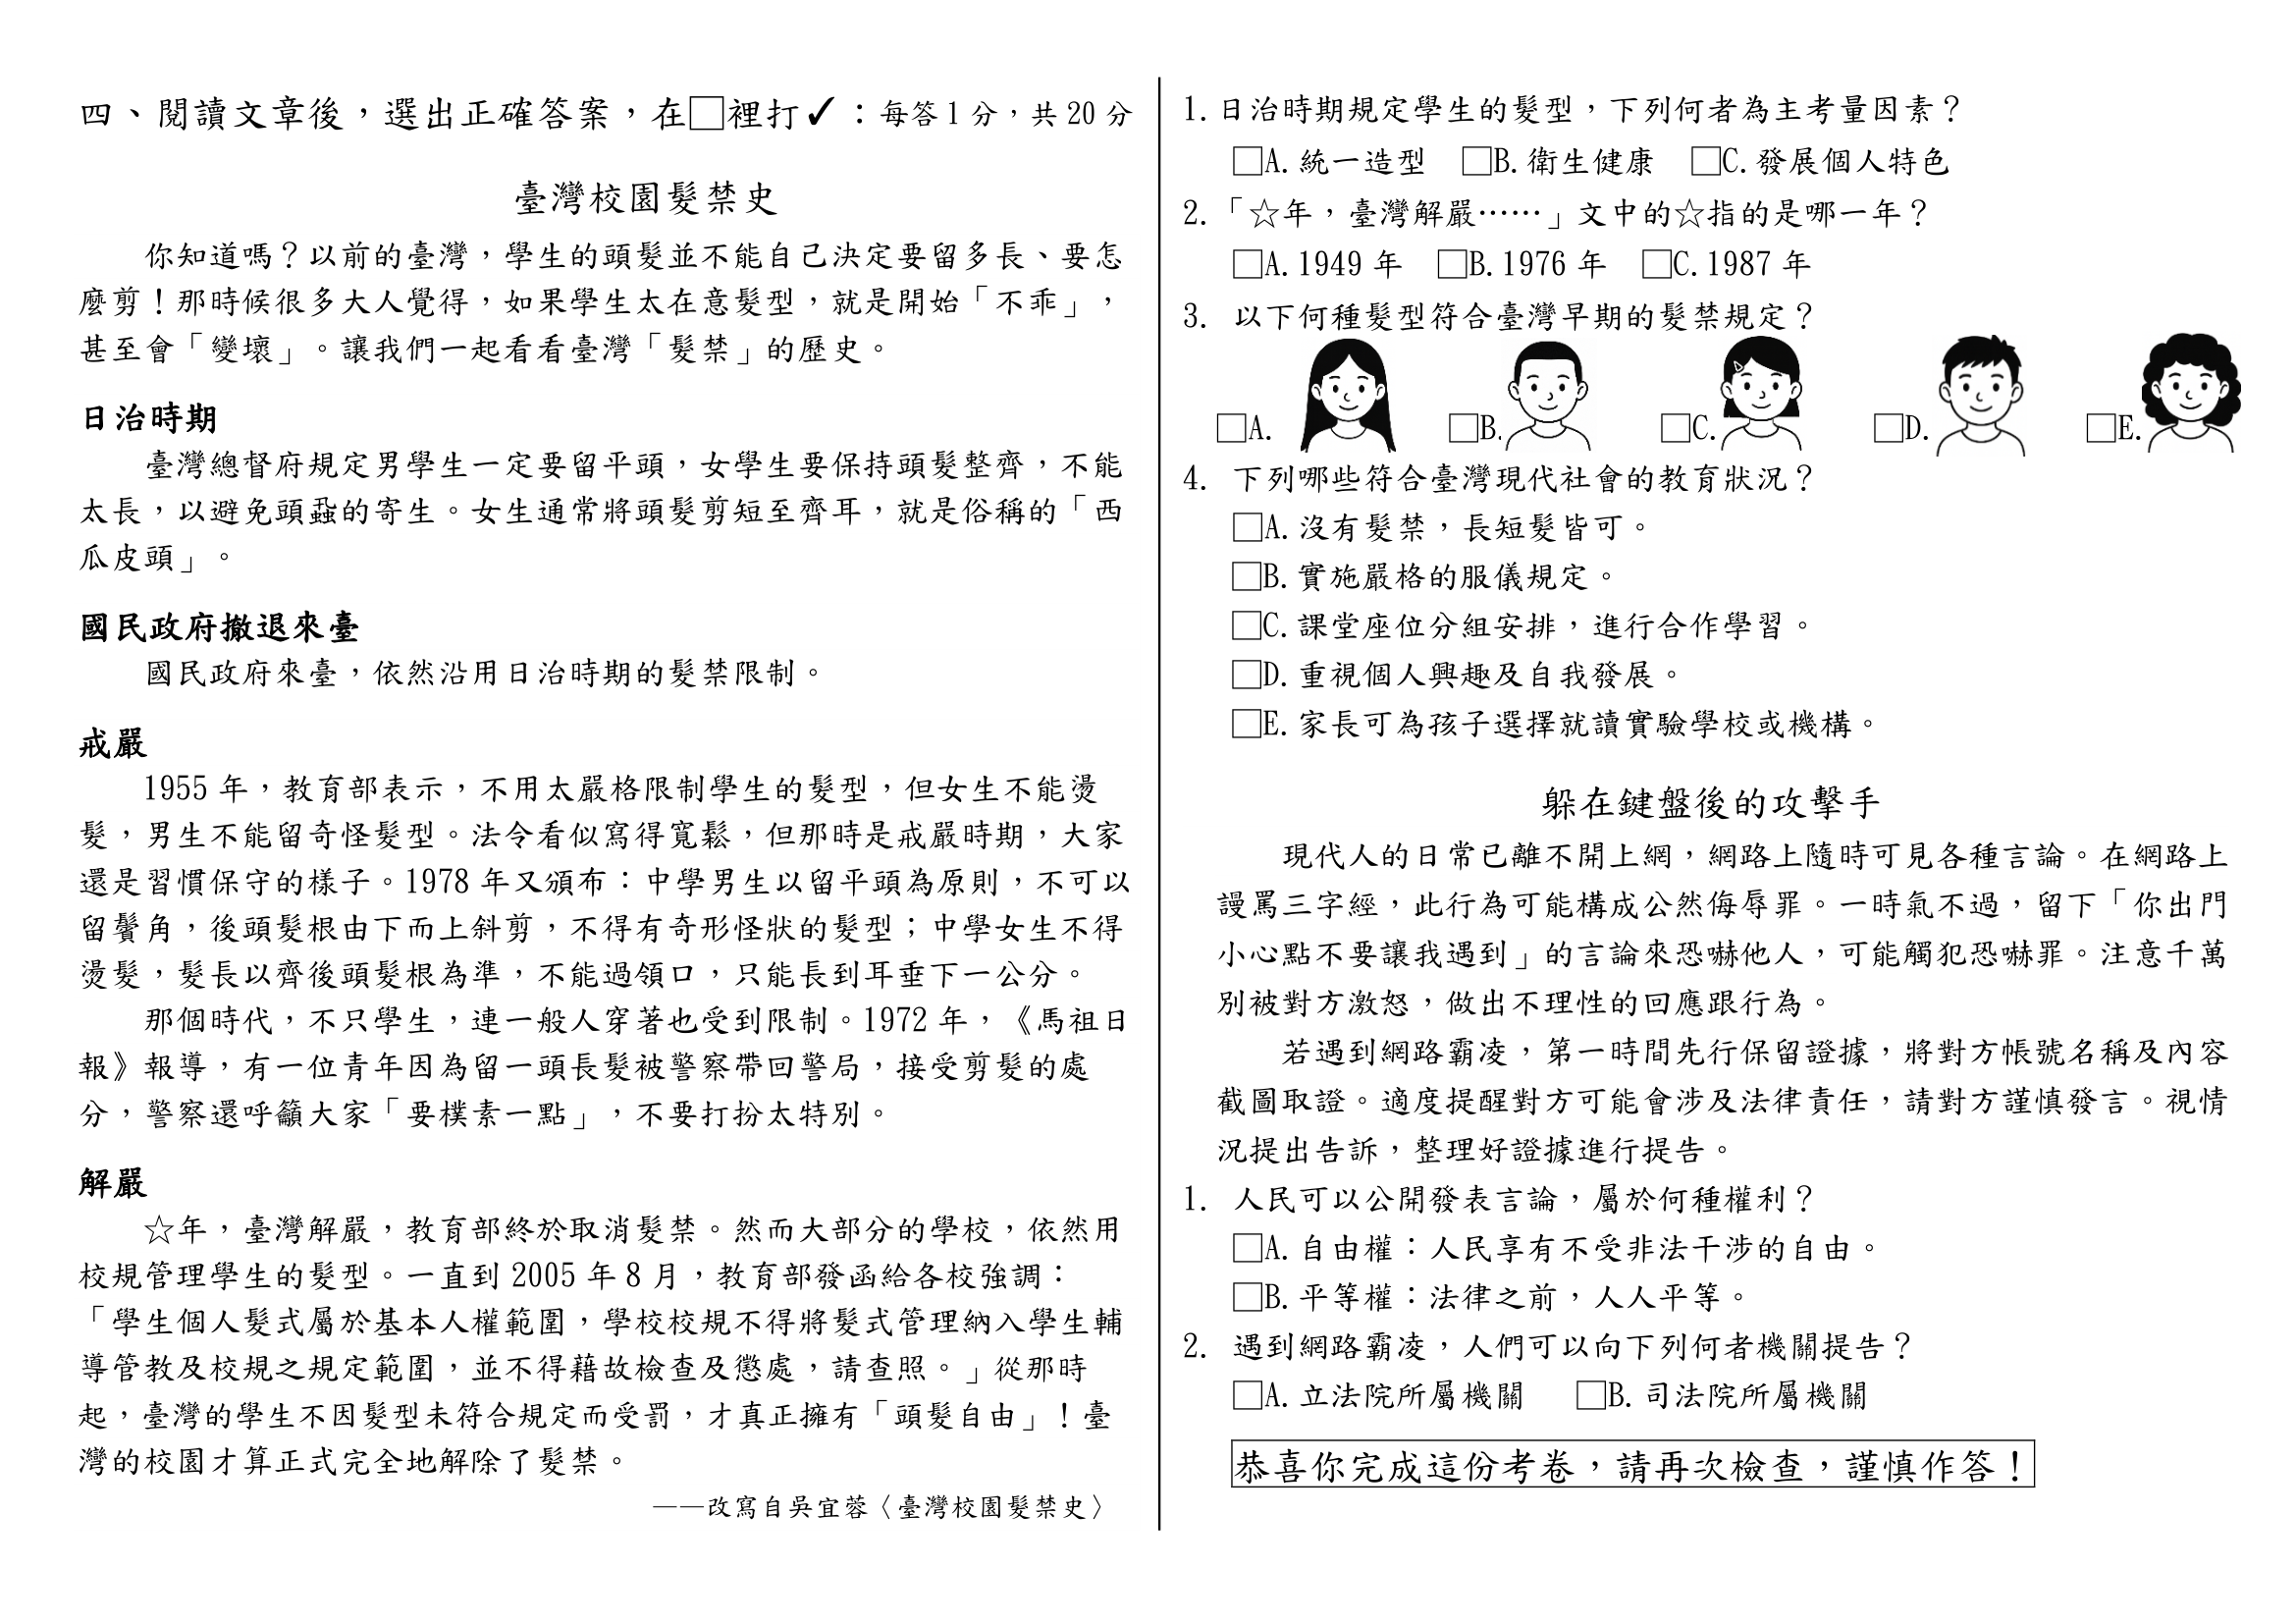 四、閱讀文章後，選出正確答案，在□裡打✓：每答1分，共20分
臺灣校園髮禁史
你知道嗎？以前的臺灣，學生的頭髮並不能自己決定要留多長、要怎
麼剪！那時候很多大人覺得，如果學生太在意髮型，就是開始「不乖」，
甚至會「變壞」。讓我們一起看看臺灣「髮禁」的歷史。
日治時期
臺灣總督府規定男學生一定要留平頭，女學生要保持頭髮整齊，不能
太長，以避免頭蝨的寄生。女生通常將頭髮剪短至齊耳，就是俗稱的「西
瓜皮頭」。
國民政府撤退來臺
國民政府來臺，依然沿用日治時期的髮禁限制。
戒嚴
1955年，教育部表示，不用太嚴格限制學生的髮型，但女生不能燙
髮，男生不能留奇怪髮型。法令看似寫得寬鬆，但那時是戒嚴時期，大家
還是習慣保守的樣子。1978年又頒布：中學男生以留平頭為原則，不可以
留鬢角，後頭髮根由下而上斜剪，不得有奇形怪狀的髮型；中學女生不得
燙髮，髮長以齊後頭髮根為準，不能過領口，只能長到耳垂下一公分。
那個時代，不只學生，連一般人穿著也受到限制。1972年，《馬祖日
報》報導，有一位青年因為留一頭長髮被警察帶回警局，接受剪髮的處
分，警察還呼籲大家「要樸素一點」，不要打扮太特別。
解嚴
☆年，臺灣解嚴，教育部終於取消髮禁。然而大部分的學校，依然用
校規管理學生的髮型。一直到2005年8月，教育部發函給各校強調：
「學生個人髮式屬於基本人權範圍，學校校規不得將髮式管理納入學生輔
導管教及校規之規定範圍，並不得藉故檢查及懲處，請查照。」從那時
起，臺灣的學生不因髮型未符合規定而受罰，才真正擁有「頭髮自由」！臺
灣的校園才算正式完全地解除了髮禁。
——改寫自吳宜蓉〈臺灣校園髮禁史〉
1.日治時期規定學生的髮型，下列何者為主考量因素？
□A.統一造型 □B.衛生健康 □C.發展個人特色
2.「☆年，臺灣解嚴……」文中的☆指的是哪一年？
□A.1949年 □B.1976年 □C.1987年
3. 以下何種髮型符合臺灣早期的髮禁規定？
□A. □B. □C. □D. □E.
4. 下列哪些符合臺灣現代社會的教育狀況？
□A.沒有髮禁，長短髮皆可。
□B.實施嚴格的服儀規定。
□C.課堂座位分組安排，進行合作學習。
□D.重視個人興趣及自我發展。
□E.家長可為孩子選擇就讀實驗學校或機構。
躲在鍵盤後的攻擊手
現代人的日常已離不開上網，網路上隨時可見各種言論。在網路上
謾罵三字經，此行為可能構成公然侮辱罪。一時氣不過，留下「你出門
小心點不要讓我遇到」的言論來恐嚇他人，可能觸犯恐嚇罪。注意千萬
別被對方激怒，做出不理性的回應跟行為。
若遇到網路霸凌，第一時間先行保留證據，將對方帳號名稱及內容
截圖取證。適度提醒對方可能會涉及法律責任，請對方謹慎發言。視情
況提出告訴，整理好證據進行提告。
1. 人民可以公開發表言論，屬於何種權利？
□A.自由權：人民享有不受非法干涉的自由。
□B.平等權：法律之前，人人平等。
2. 遇到網路霸凌，人們可以向下列何者機關提告？
□A.立法院所屬機關 □B.司法院所屬機關
恭喜你完成這份考卷，請再次檢查，謹慎作答！